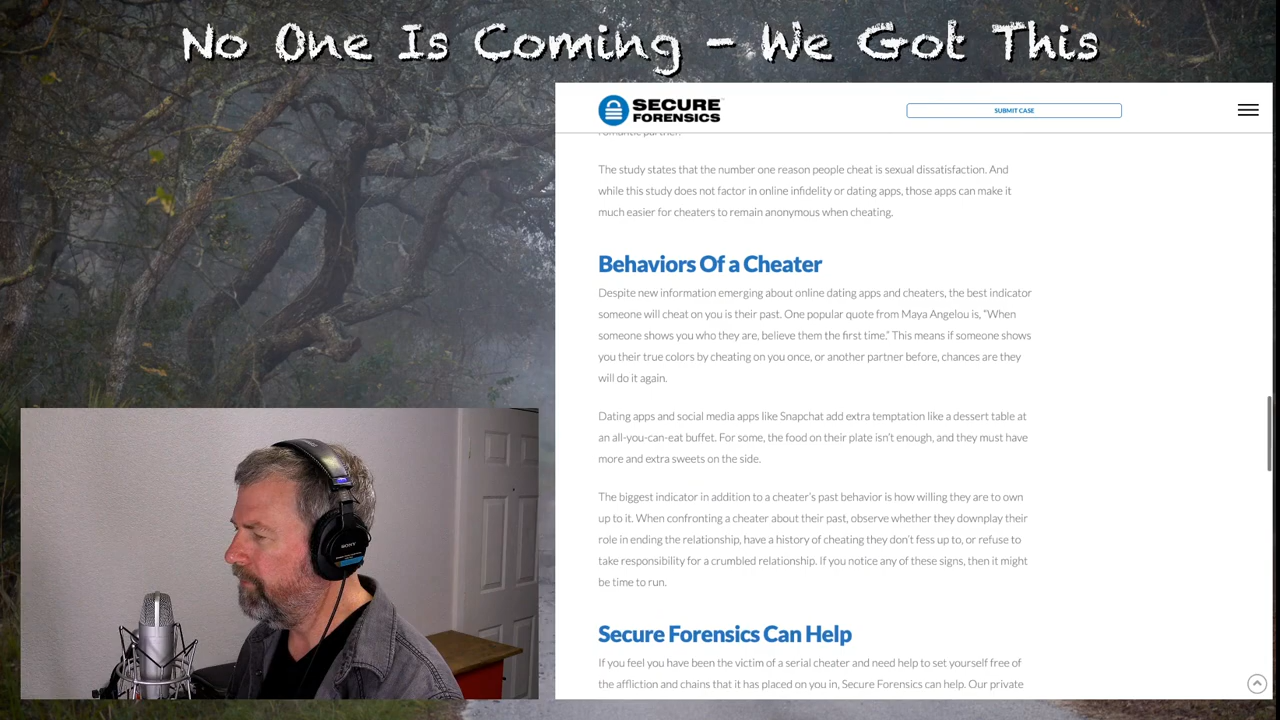 No One Is Coming - We Got This
SECURE
FORENSICS
SUBMIT CASE
romantic partner.
The study states that the number one reason people cheat is sexual dissatisfaction. And
while this study does not factor in online infidelity or dating apps, those apps can make it
much easier for cheaters to remain anonymous when cheating.
Behaviors Of a Cheater
Despite new information emerging about online dating apps and cheaters, the best indicator
someone will cheat on you is their past. One popular quote from Maya Angelou is, “When
someone shows you who they are, believe them the first time.” This means if someone shows
you their true colors by cheating on you once, or another partner before, chances are they
will do it again.
Dating apps and social media apps like Snapchat add extra temptation like a dessert table at
an all-you-can-eat buffet. For some, the food on their plate isn’t enough, and they must have
more and extra sweets on the side.
The biggest indicator in addition to a cheater’s past behavior is how willing they are to own
up to it. When confronting a cheater about their past, observe whether they downplay their
role in ending the relationship, have a history of cheating they don’t fess up to, or refuse to
take responsibility for a crumbled relationship. If you notice any of these signs, then it might
be time to run.
Secure Forensics Can Help
If you feel you have been the victim of a serial cheater and need help to set yourself free of
the affliction and chains that it has placed on you in, Secure Forensics can help. Our private
SONY